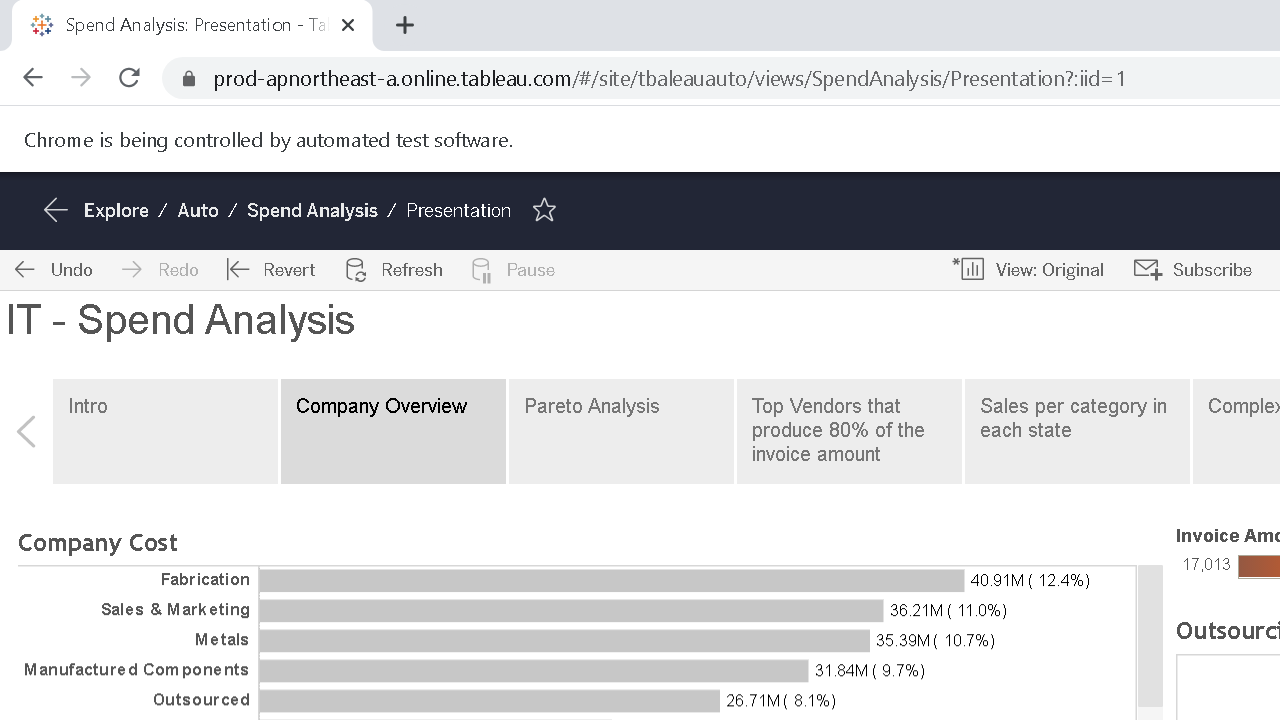 Spend Analysis: Presentation - Ta
prod-apnortheast-a.online.tableau.com/#/site/tbaleauauto/views/SpendAnalysis/Presentation?:iid=1
Chrome is being controlled by automated test software.
Explore / Auto / Spend Analysis / Presentation
Undo Redo Revert Refresh Pause View: Original Subscribe
IT - Spend Analysis
Intro
Company Overview
Pareto Analysis
Top Vendors that
produce 80% of the
invoice amount
Sales per category in
each state
Complex
Company Cost
Fabrication 40.91M ( 12.4%)
Sales & Marketing 36.21M ( 11.0%)
Metals 35.39M ( 10.7%)
Manufactured Components 31.84M ( 9.7%)
Outsourced 26.71M ( 8.1%)
Invoice Amo
17,013
Outsourci